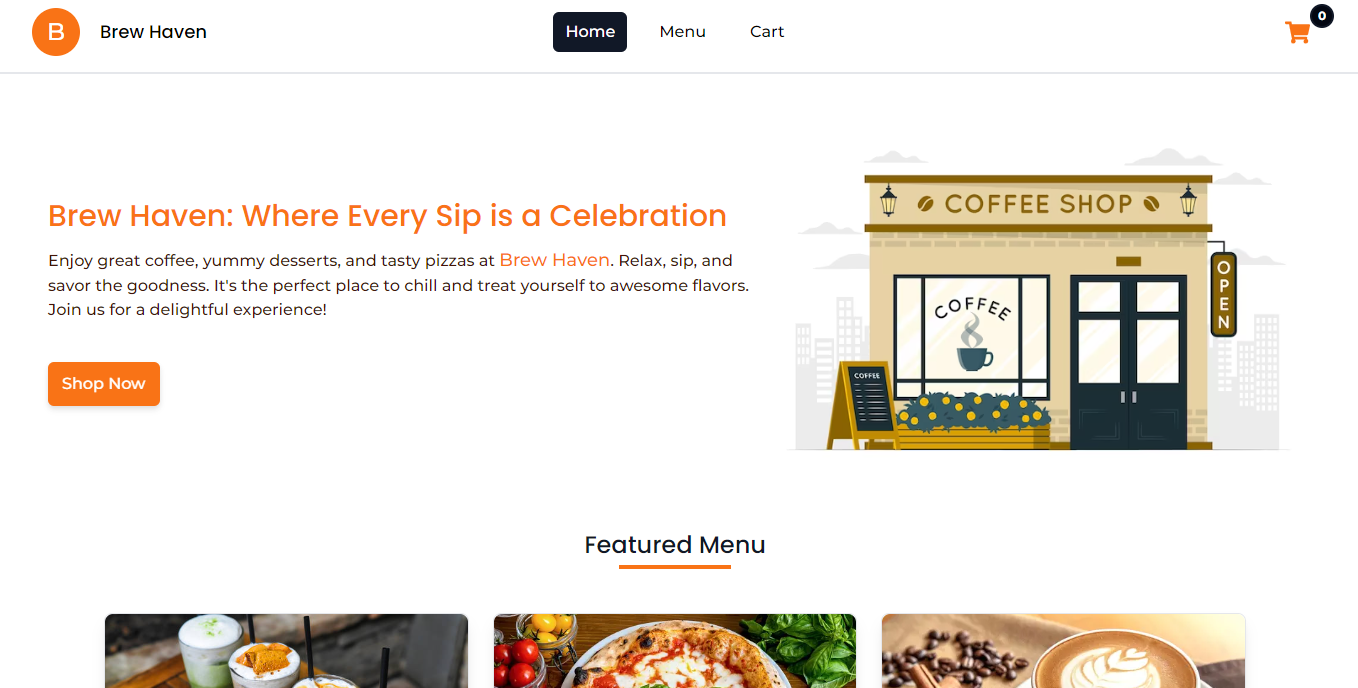 B
Brew Haven
Home
Menu
Cart
0
Brew Haven: Where Every Sip is a Celebration
Enjoy great coffee, yummy desserts, and tasty pizzas at Brew Haven. Relax, sip, and
savor the goodness. It's the perfect place to chill and treat yourself to awesome flavors.
Join us for a delightful experience!
Shop Now
COFFEE SHOP
OPEN
COFFEE
COFFEE
Featured Menu